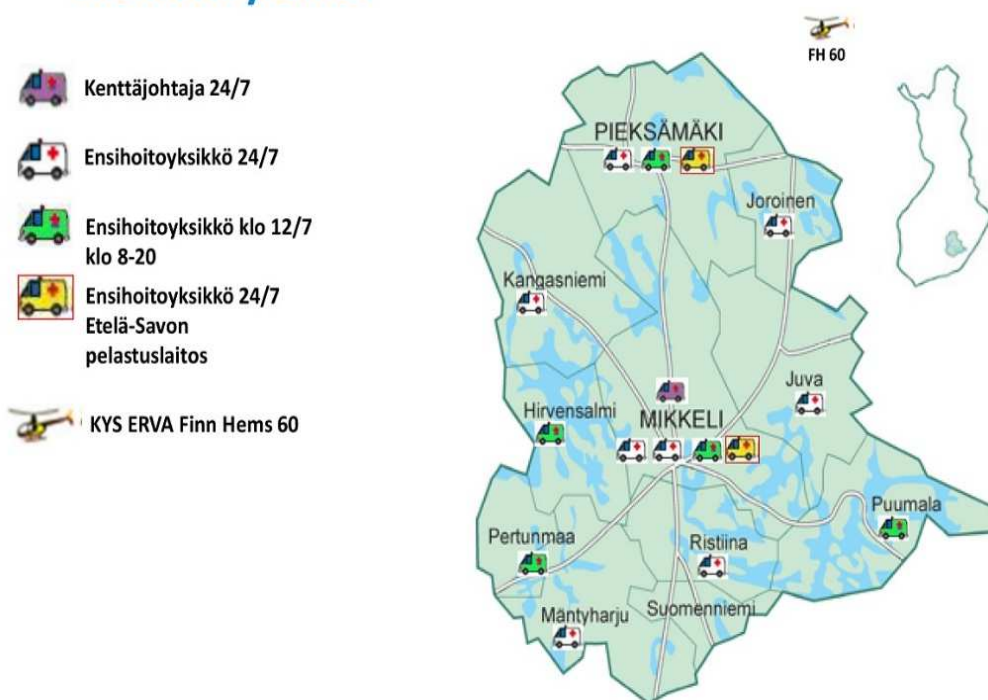 Kenttäjohtaja 24/7
Ensihoitoyksikkö 24/7
Ensihoitoyksikkö klo 12/7
klo 8-20
Ensihoitoyksikkö 24/7
Etelä-Savon
pelastuslaitos
KYS ERVA Finn Hems 60
FH 60
PIEKSÄMÄKI
Joroinen
Kangasniemi
Juva
Hirvensalmi
MIKKELI
Puumala
Pertunmaa
Ristiina
Mäntyharju
Suomenniemi